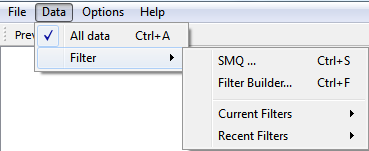 File Data Options Help
Prev
✓ All data Ctrl+A
Filter
SMQ ... Ctrl+S
Filter Builder... Ctrl+F
Current Filters
Recent Filters